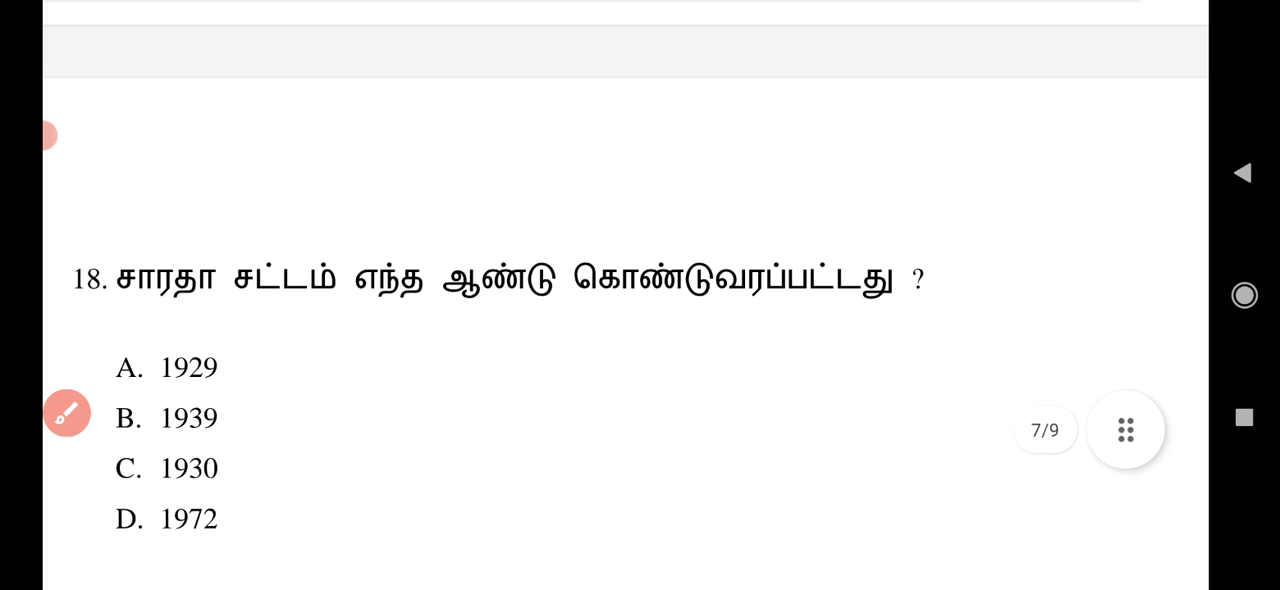 18. சாரதா சட்டம் எந்த ஆண்டு கொண்டுவரப்பட்டது ?
A. 1929
B. 1939
C. 1930
D. 1972
7/9